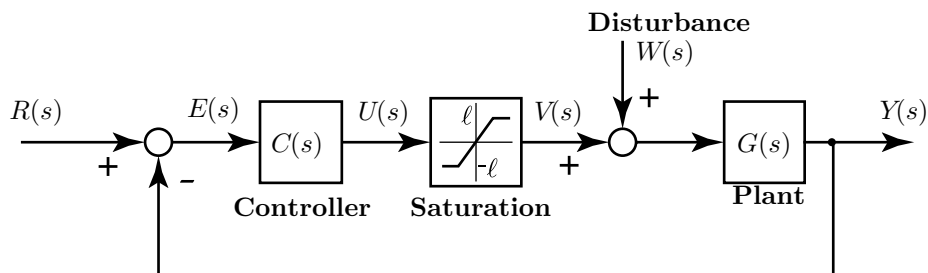 Disturbance
W(s)
R(s)
E(s)
U(s)
V(s)
Y(s)
ℓ
-ℓ
+
-
C(s)
+
+
G(s)
Controller
Saturation
Plant